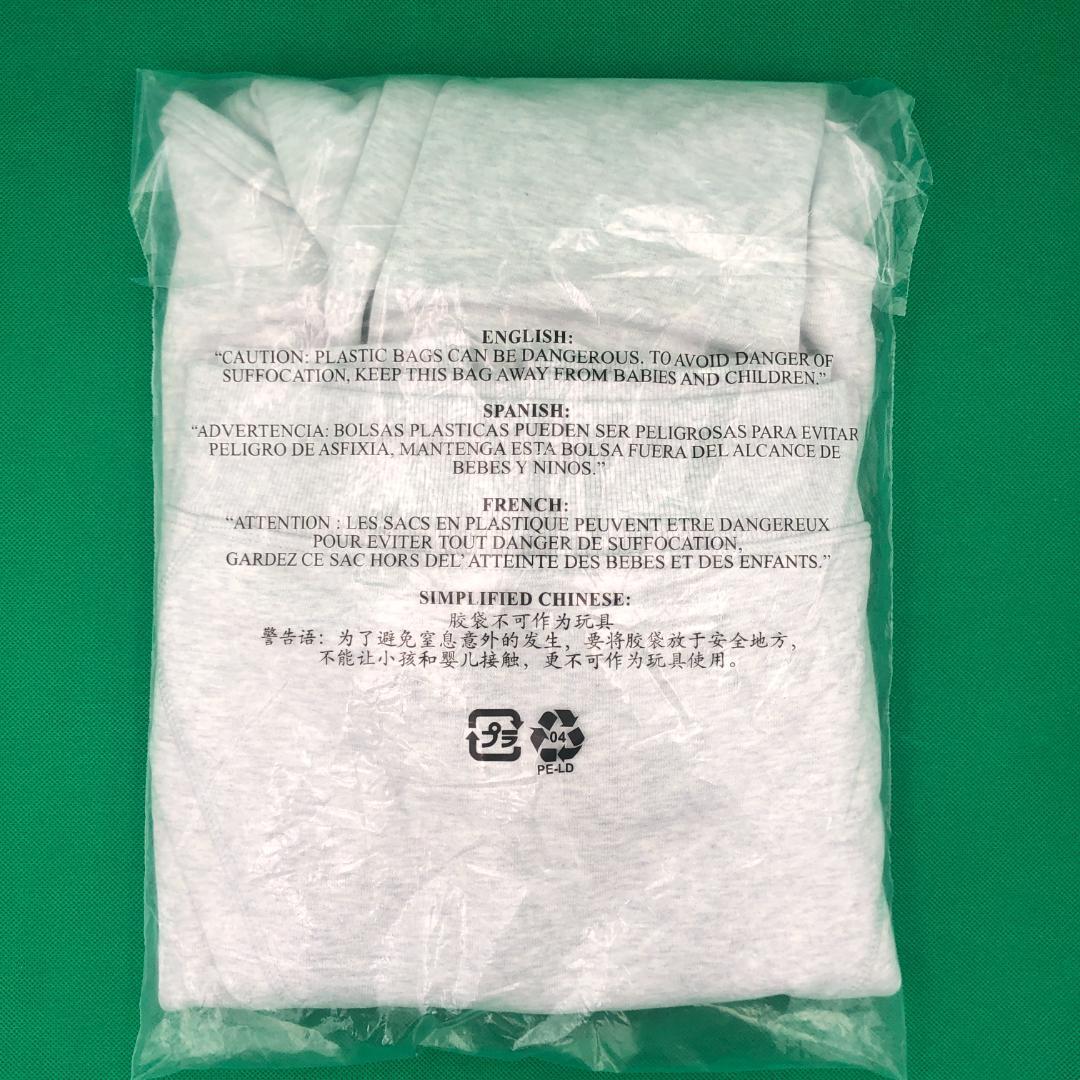 ENGLISH:
“CAUTION: PLASTIC BAGS CAN BE DANGEROUS. TO AVOID DANGER OF
SUFFOCATION, KEEP THIS BAG AWAY FROM BABIES AND CHILDREN.”
SPANISH:
“ADVERTENCIA: BOLSAS PLASTICAS PUEDEN SER PELIGROSAS PARA EVITAR
PELIGRO DE ASFIXIA, MANTENGA ESTA BOLSA FUERA DEL ALCANCE DE
BEBES Y NINOS.”
FRENCH:
“ATTENTION : LES SACS EN PLASTIQUE PEUVENT ETRE DANGEREUX
POUR EVITER TOUT DANGER DE SUFFOCATION,
GARDEZ CE SAC HORS DEL’ ATTEINTE DES BEBES ET DES ENFANTS.”
SIMPLIFIED CHINESE:
胶袋不可作为玩具
警告语：为了避免窒息意外的发生，要将胶袋放于安全地方，
不能让小孩和婴儿接触，更不可作为玩具使用。
プラ 04
PE-LD